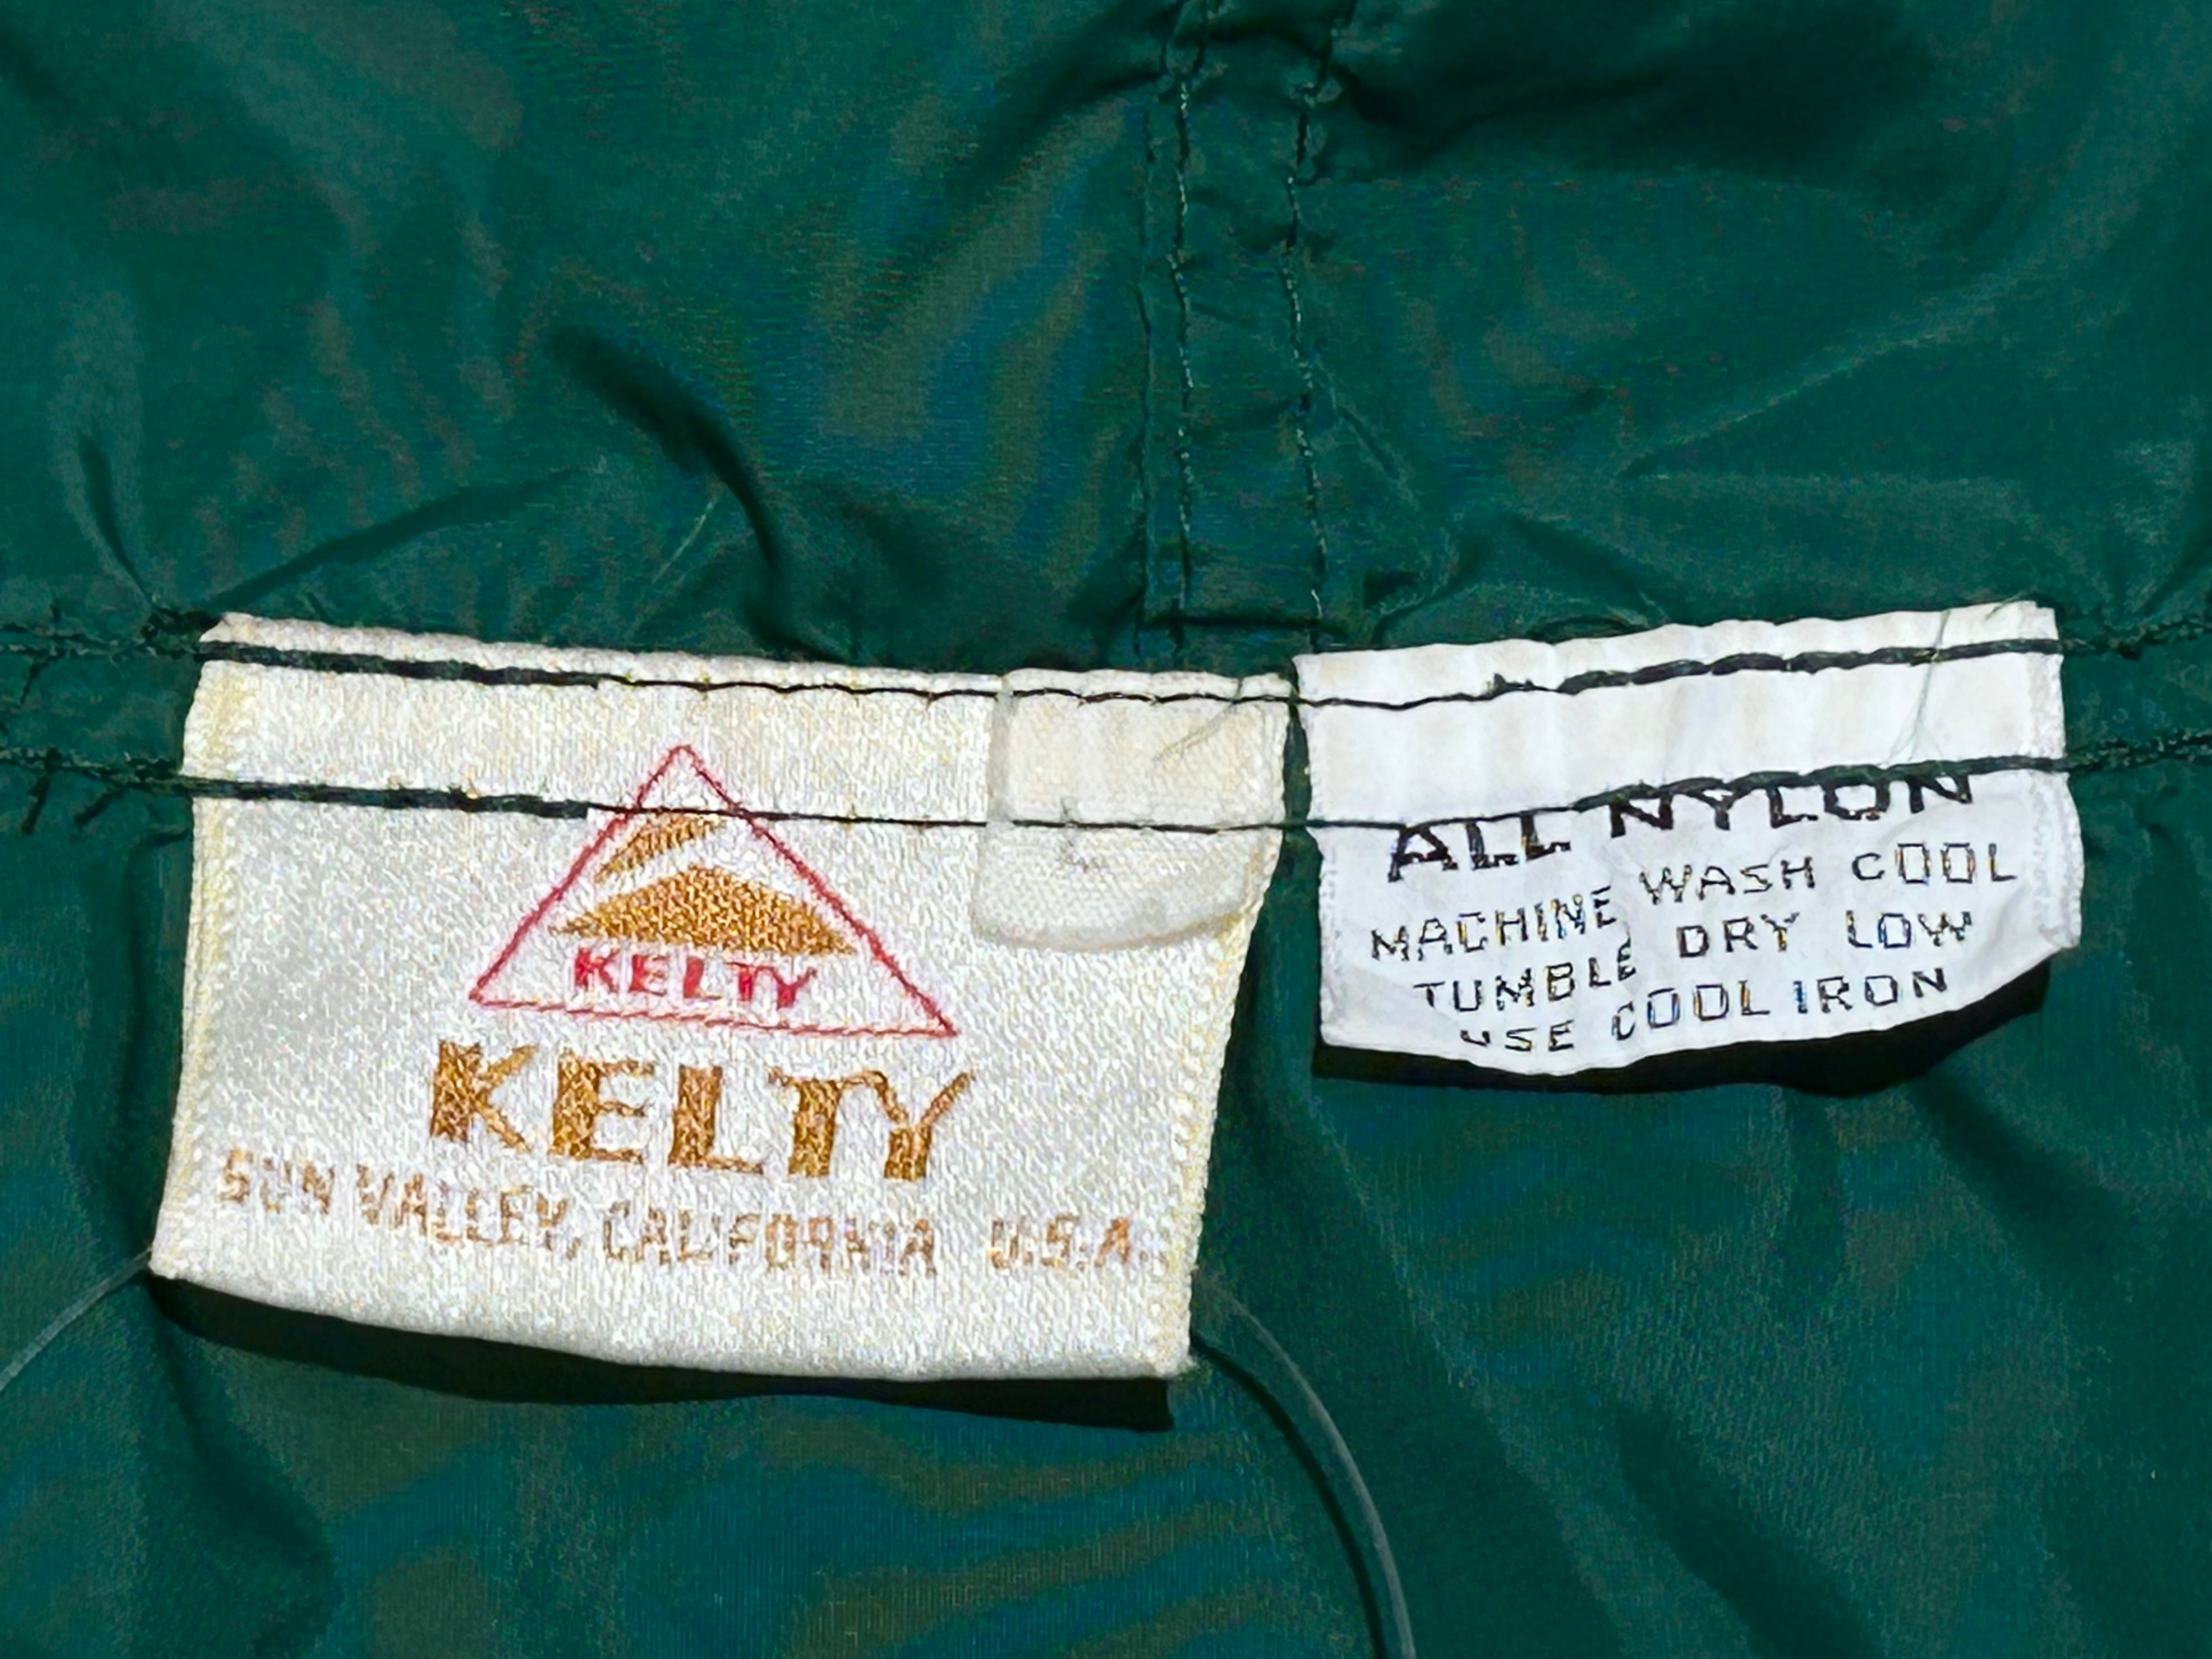 KELTY
KELTY
SUN VALLEY, CALIFORNIA U.S.A.
ALL NYLON
MACHINE WASH COOL
TUMBLE DRY LOW
USE COOL IRON